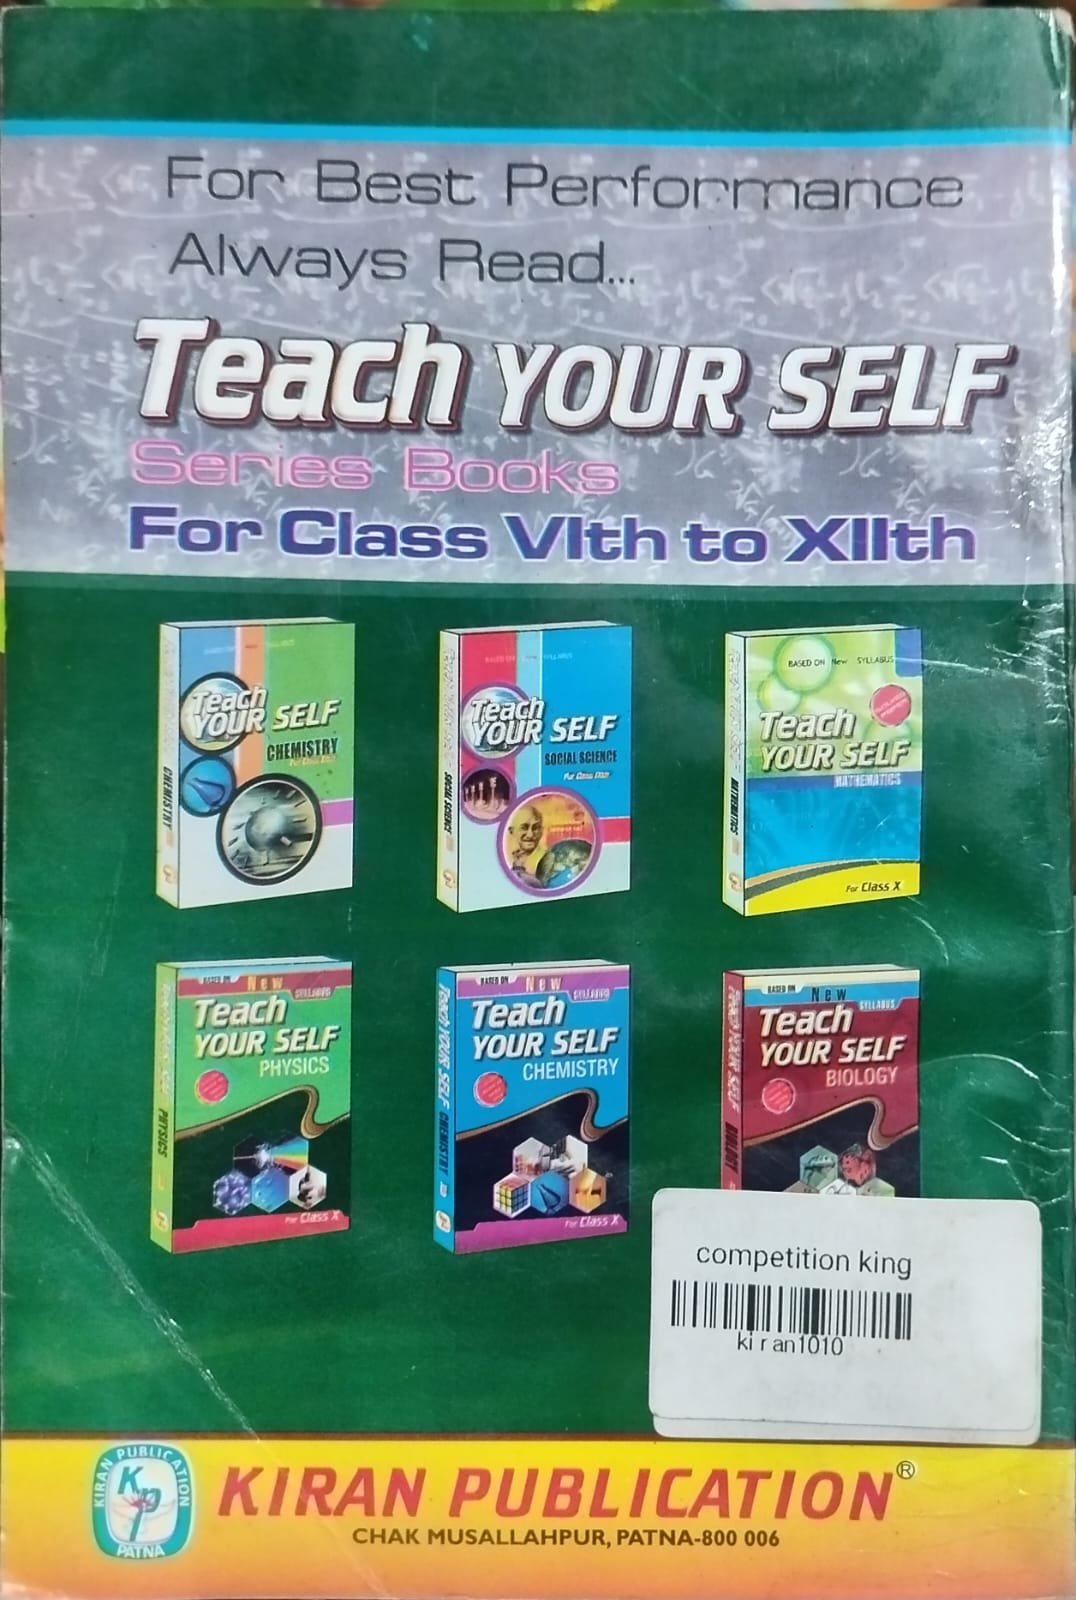 For Best Performance
Always Read...
Teach YOUR SELF
Series Books
For Class VIth to XIIth
Teach
YOUR SELF
CHEMISTRY
CHEMISTRY
Teach
YOUR SELF
SOCIAL SCIENCE
SOCIAL SCIENCE
BASED ON New SYLLABUS
Teach
YOUR SELF
MATHEMATICS
MATHEMATICS
For Class X
BASED ON New SYLLABUS
Teach
YOUR SELF
PHYSICS
PHYSICS
For Class X
BASED ON New SYLLABUS
Teach
YOUR SELF
CHEMISTRY
TEACH YOUR SELF CHEMISTRY
For Class X
BASED ON New SYLLABUS
Teach
YOUR SELF
BIOLOGY
BIOLOGY
competition king
kiran1010
KIRAN PUBLICATION
KP
PATNA
KIRAN PUBLICATION®
CHAK MUSALLAHPUR, PATNA-800 006